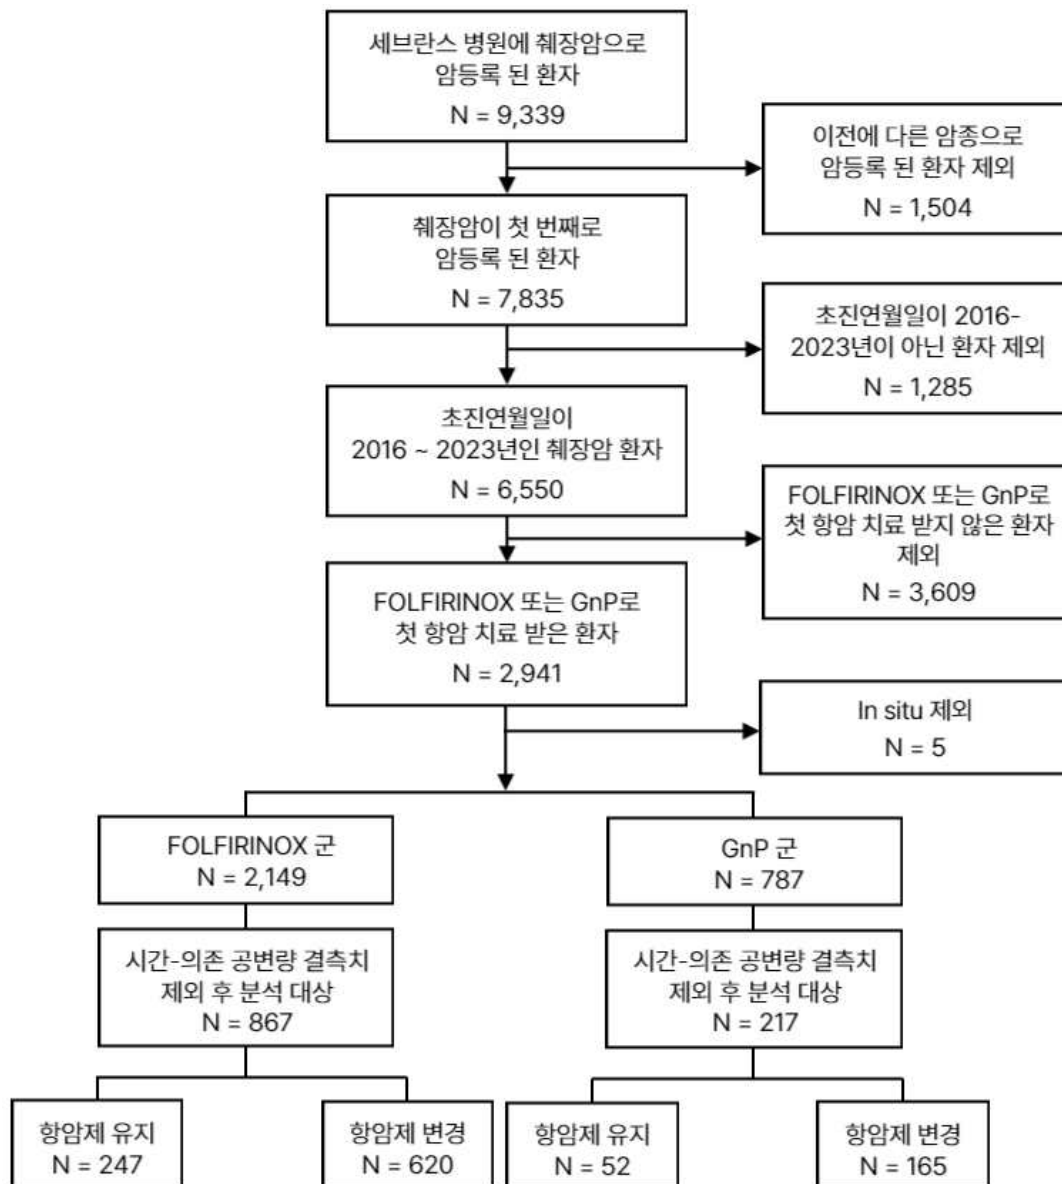 세브란스 병원에 췌장암으로
암등록 된 환자
N = 9,339
이전에 다른 암종으로
암등록 된 환자 제외
N = 1,504
췌장암이 첫 번째로
암등록 된 환자
N = 7,835
초진연월일이 2016-
2023년이 아닌 환자 제외
N = 1,285
초진연월일이
2016 ~ 2023년인 췌장암 환자
N = 6,550
FOLFIRINOX 또는 GnP로
첫 항암 치료 받지 않은 환자
제외
N = 3,609
FOLFIRINOX 또는 GnP로
첫 항암 치료 받은 환자
N = 2,941
In situ 제외
N = 5
FOLFIRINOX 군
N = 2,149
GnP 군
N = 787
시간-의존 공변량 결측치
제외 후 분석 대상
N = 867
시간-의존 공변량 결측치
제외 후 분석 대상
N = 217
항암제 유지
N = 247
항암제 변경
N = 620
항암제 유지
N = 52
항암제 변경
N = 165